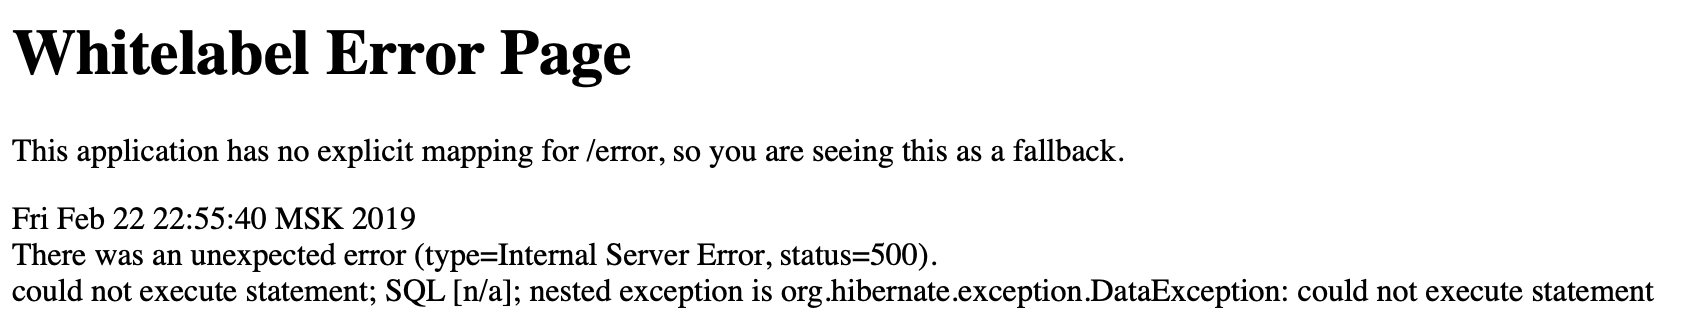 Whitelabel Error Page
This application has no explicit mapping for /error, so you are seeing this as a fallback.
Fri Feb 22 22:55:40 MSK 2019
There was an unexpected error (type=Internal Server Error, status=500).
could not execute statement; SQL [n/a]; nested exception is org.hibernate.exception.DataException: could not execute statement